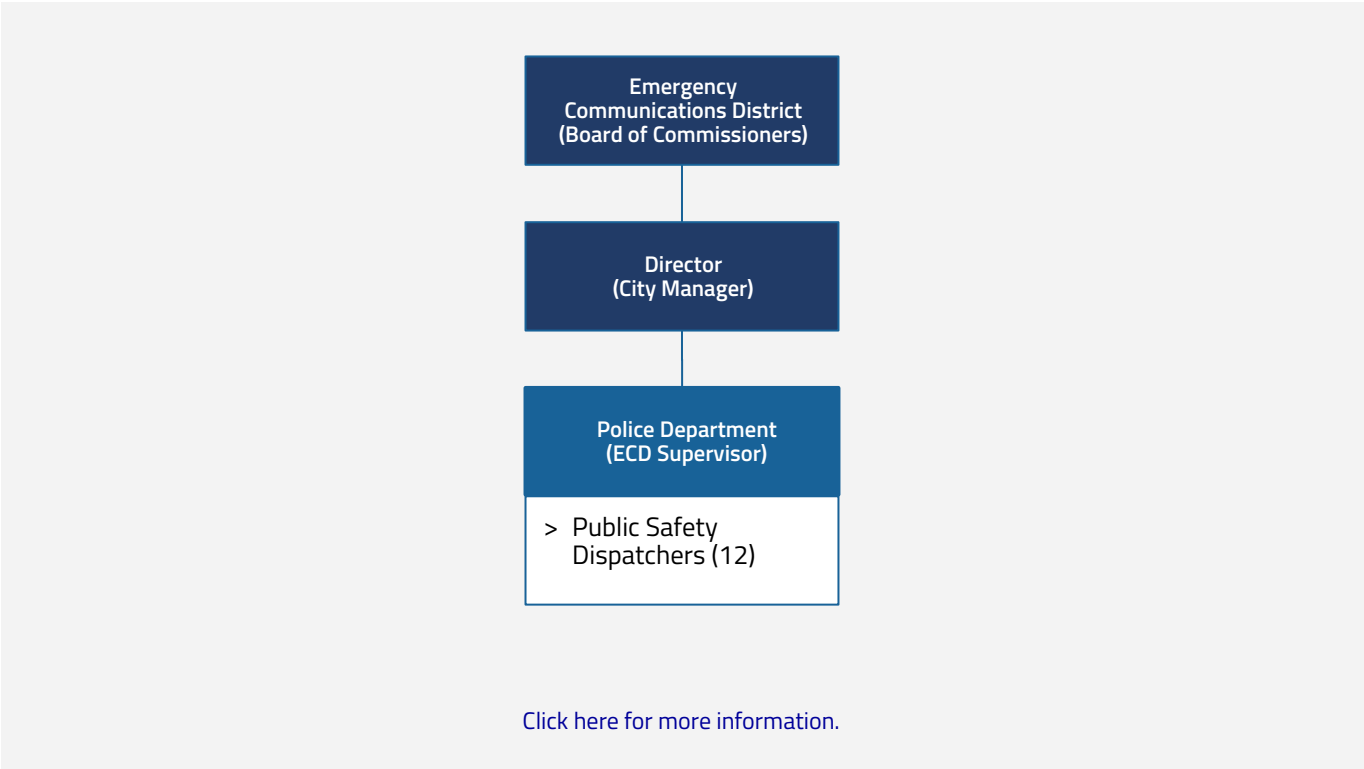 Emergency
Communications District
(Board of Commissioners)
Director
(City Manager)
Police Department
(ECD Supervisor)
> Public Safety
Dispatchers (12)
Click here for more information.